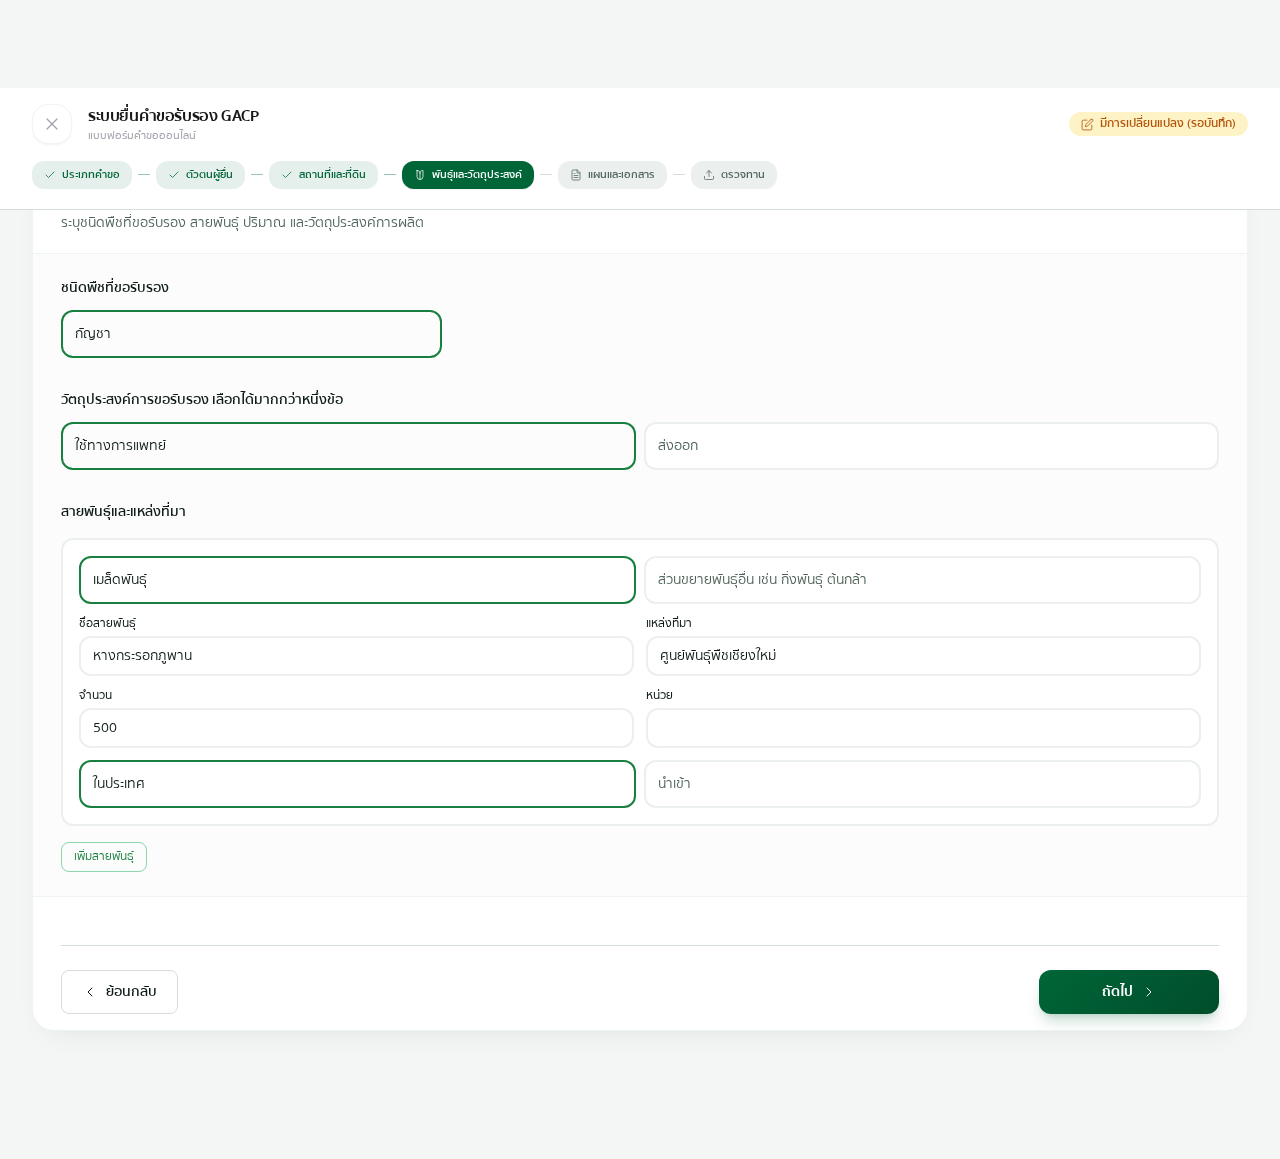 ระบบยื่นคำขอรับรอง GACP
แบบฟอร์มคำขอออนไลน์
มีการเปลี่ยนแปลง (รอบันทึก)
ประเภทคำขอ
ตัวตนผู้ยื่น
สถานที่และที่ดิน
พันธุ์และวัตถุประสงค์
แผนและเอกสาร
ตรวจทาน
ระบุชนิดพืชที่ขอรับรอง สายพันธุ์ ปริมาณ และวัตถุประสงค์การผลิต
ชนิดพืชที่ขอรับรอง
กัญชา
วัตถุประสงค์การขอรับรอง เลือกได้มากกว่าหนึ่งข้อ
ใช้ทางการแพทย์
ส่งออก
สายพันธุ์และแหล่งที่มา
เมล็ดพันธุ์
ส่วนขยายพันธุ์อื่น เช่น กิ่งพันธุ์ ต้นกล้า
ชื่อสายพันธุ์
แหล่งที่มา
หางกระรอกภูพาน
ศูนย์พันธุ์พืชเชียงใหม่
จำนวน
หน่วย
500
ในประเทศ
นำเข้า
เพิ่มสายพันธุ์
ย้อนกลับ
ถัดไป